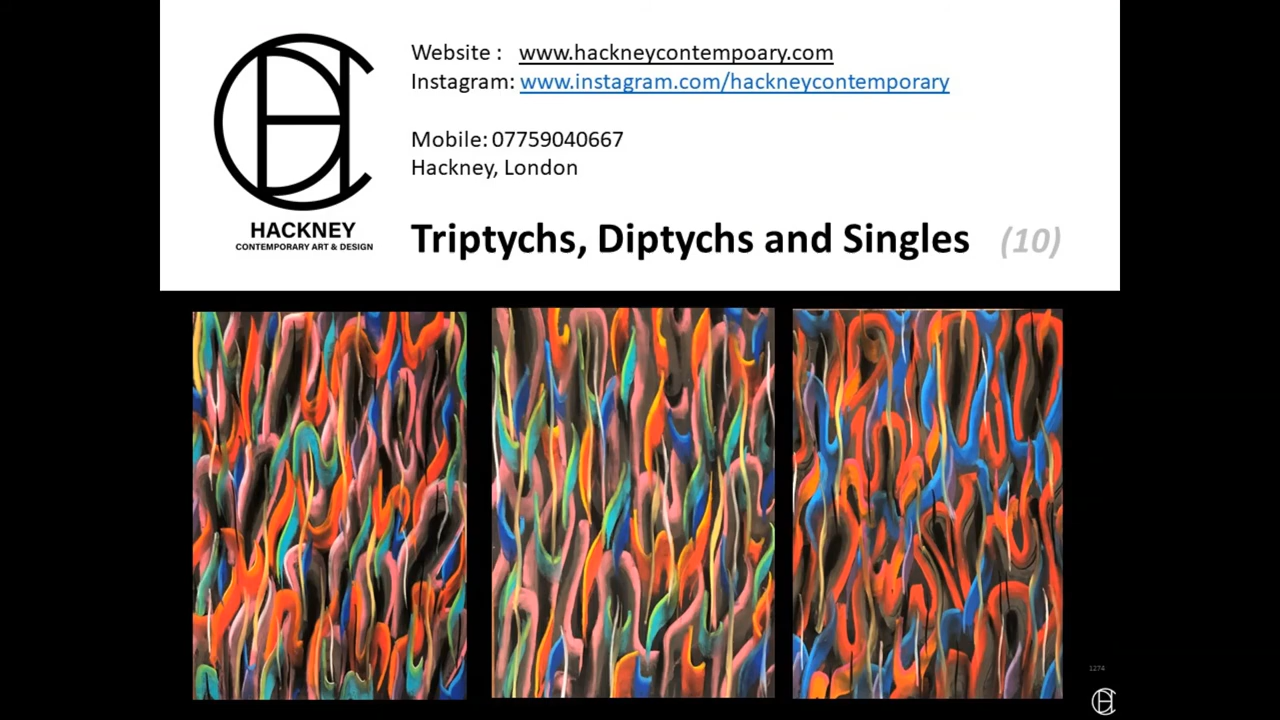 Website : www.hackneycontempoary.com
Instagram: www.instagram.com/hackneycontemporary
Mobile: 07759040667
Hackney, London
HACKNEY
CONTEMPORARY ART & DESIGN
Triptychs, Diptychs and Singles (10)
1274